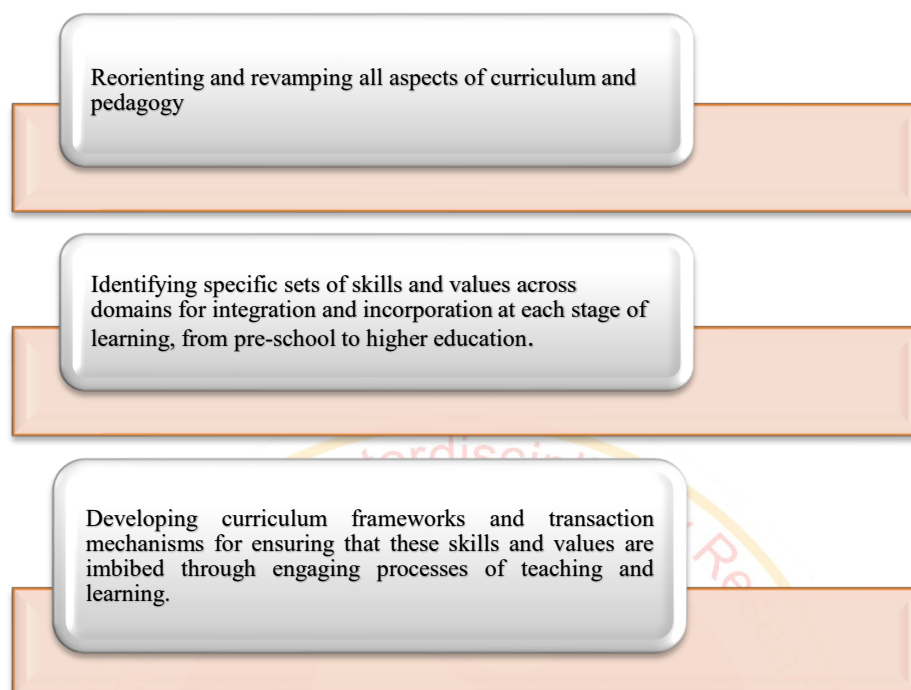 Reorienting and revamping all aspects of curriculum and
pedagogy
Identifying specific sets of skills and values across
domains for integration and incorporation at each stage of
learning, from pre-school to higher education.
Developing curriculum frameworks and transaction
mechanisms for ensuring that these skills and values are
imbibed through engaging processes of teaching and
learning.